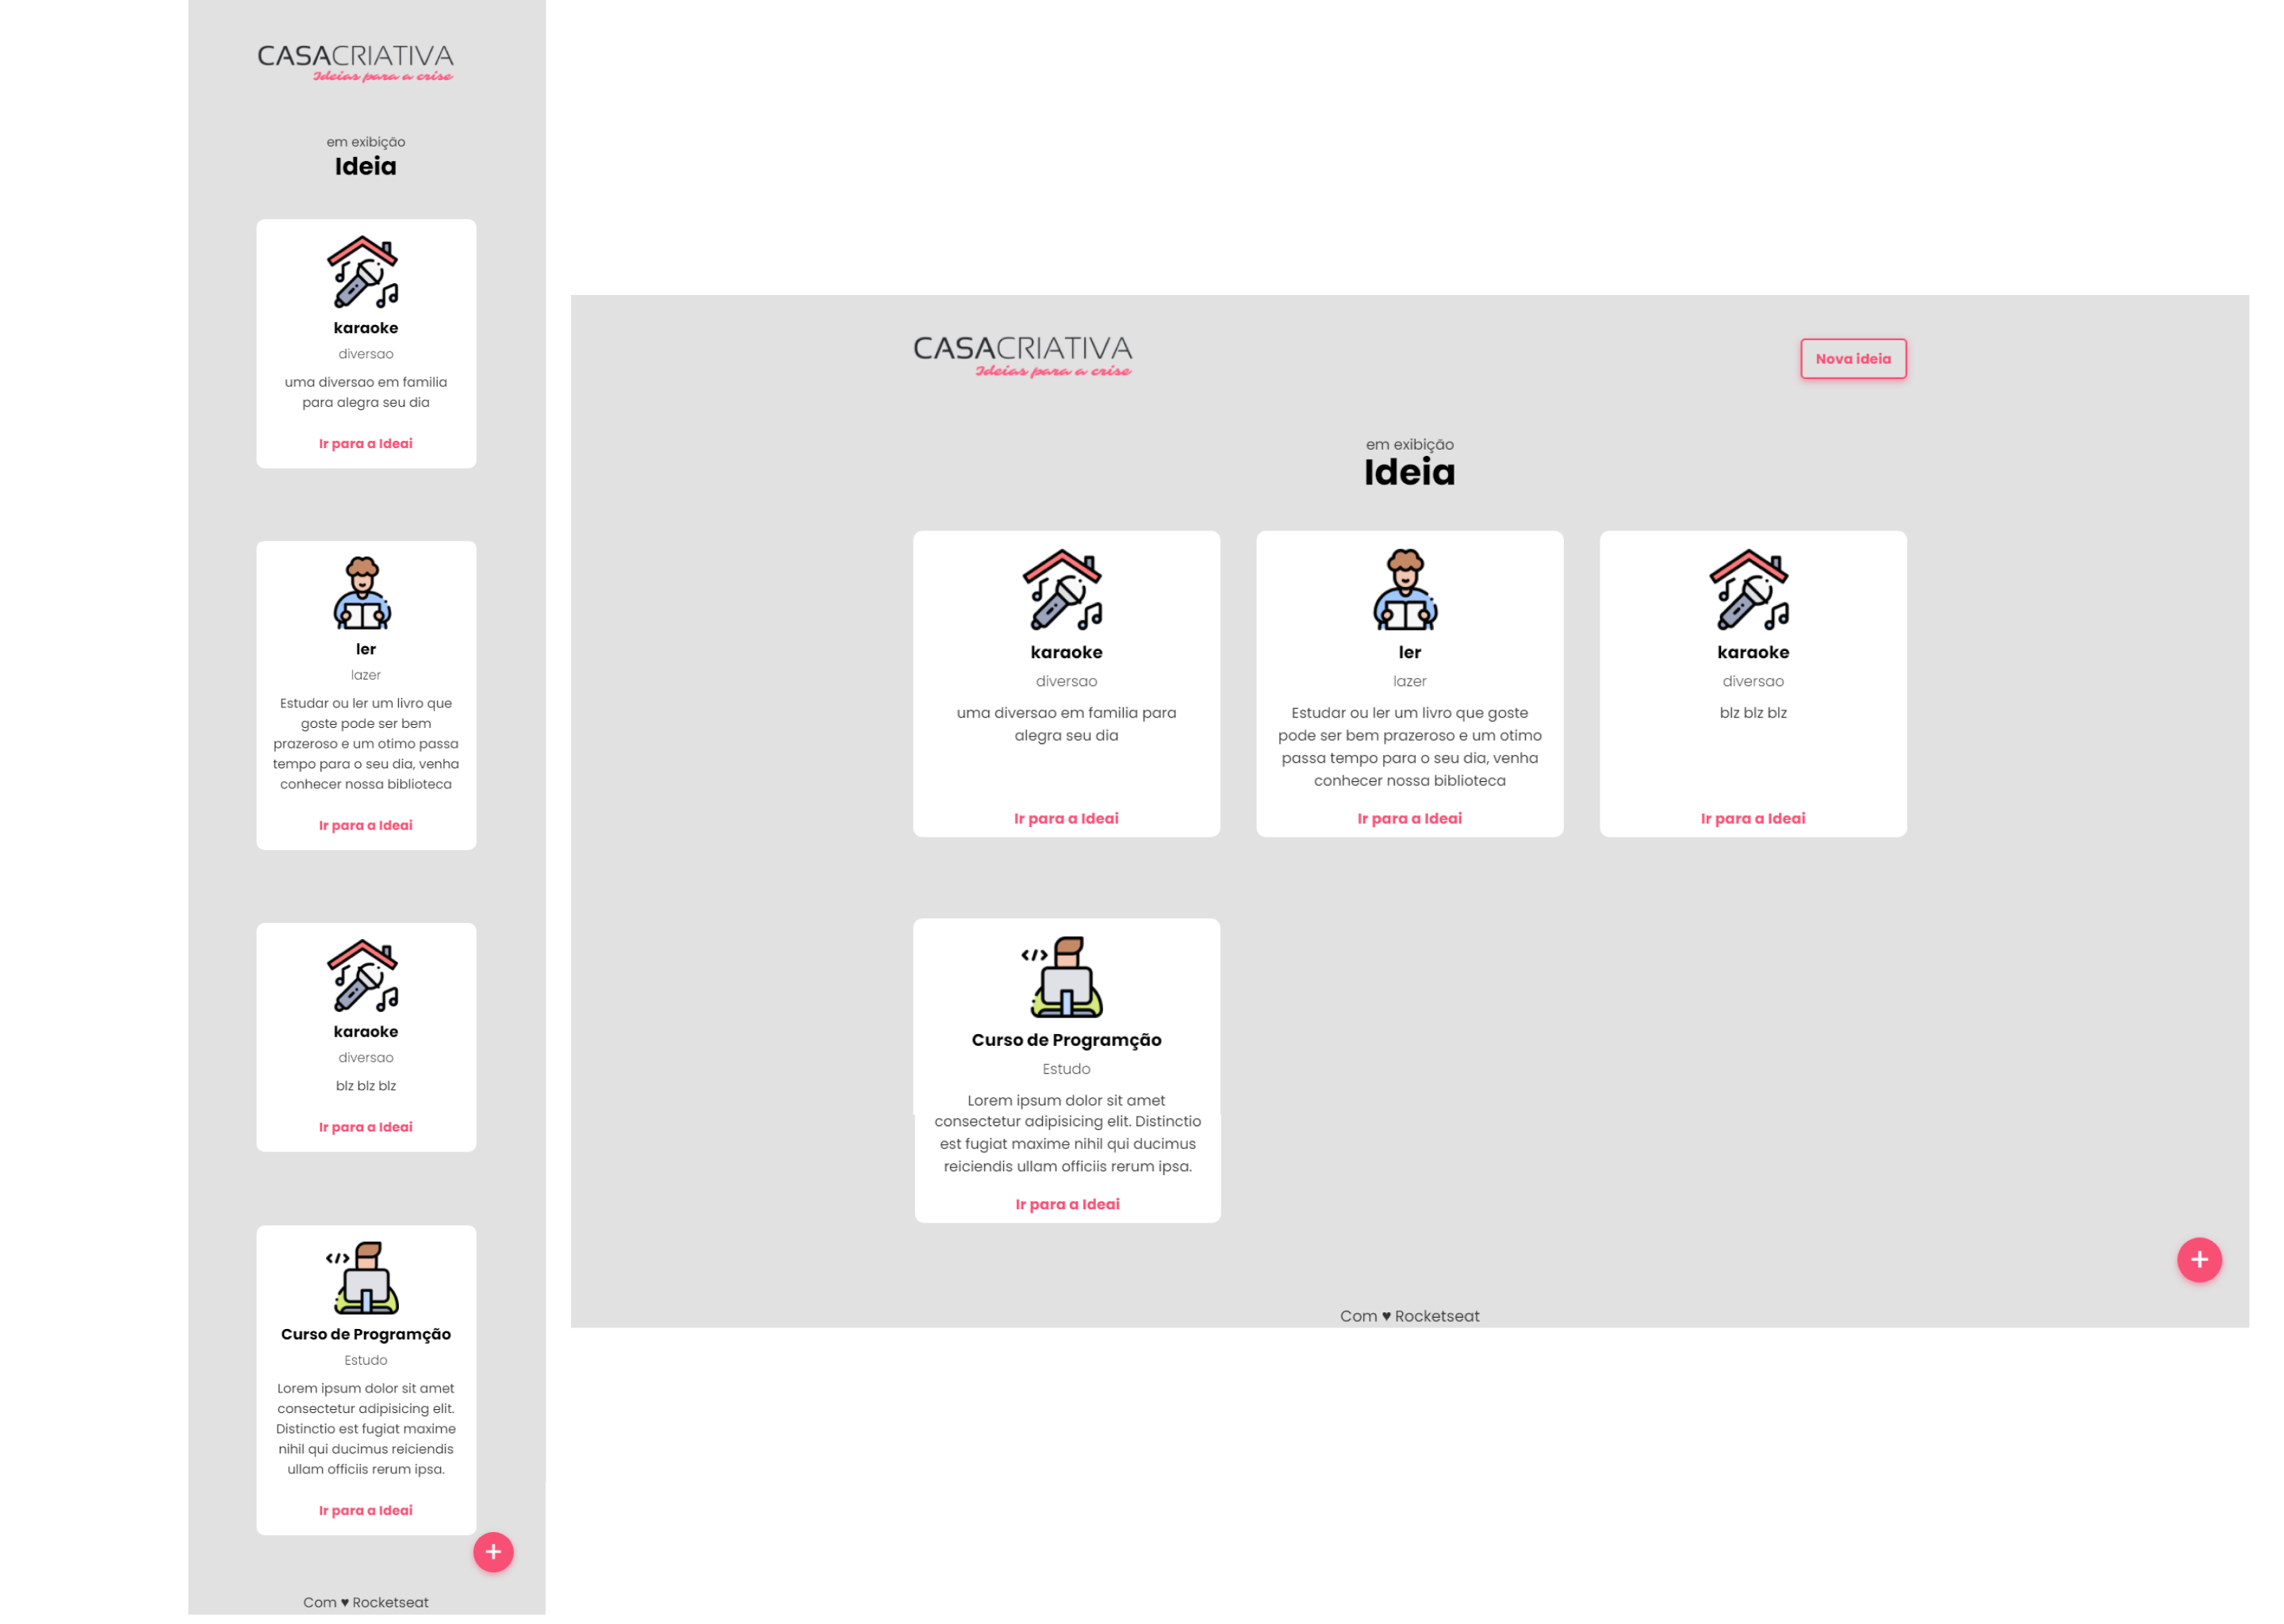 CASACRIATIVA
Ideias para a crise
em exibição
Ideia
karaoke
diversao
uma diversao em familia
para alegra seu dia
Ir para a Ideai
ler
lazer
Estudar ou ler um livro que
goste pode ser bem
prazeroso e um otimo passa
tempo para o seu dia, venha
conhecer nossa biblioteca
Ir para a Ideai
karaoke
diversao
blz blz blz
Ir para a Ideai
</>
Curso de Programção
Estudo
Lorem ipsum dolor sit amet
consectetur adipisicing elit.
Distinctio est fugiat maxime
nihil qui ducimus reiciendis
ullam officiis rerum ipsa.
Ir para a Ideai
+
Com ♥ Rocketseat
CASACRIATIVA
Ideias para a crise
Nova ideia
em exibição
Ideia
karaoke
diversao
uma diversao em familia para
alegra seu dia
Ir para a Ideai
ler
lazer
Estudar ou ler um livro que goste
pode ser bem prazeroso e um otimo
passa tempo para o seu dia, venha
conhecer nossa biblioteca
Ir para a Ideai
karaoke
diversao
blz blz blz
Ir para a Ideai
</>
Curso de Programção
Estudo
Lorem ipsum dolor sit amet
consectetur adipisicing elit. Distinctio
est fugiat maxime nihil qui ducimus
reiciendis ullam officiis rerum ipsa.
Ir para a Ideai
+
Com ♥ Rocketseat